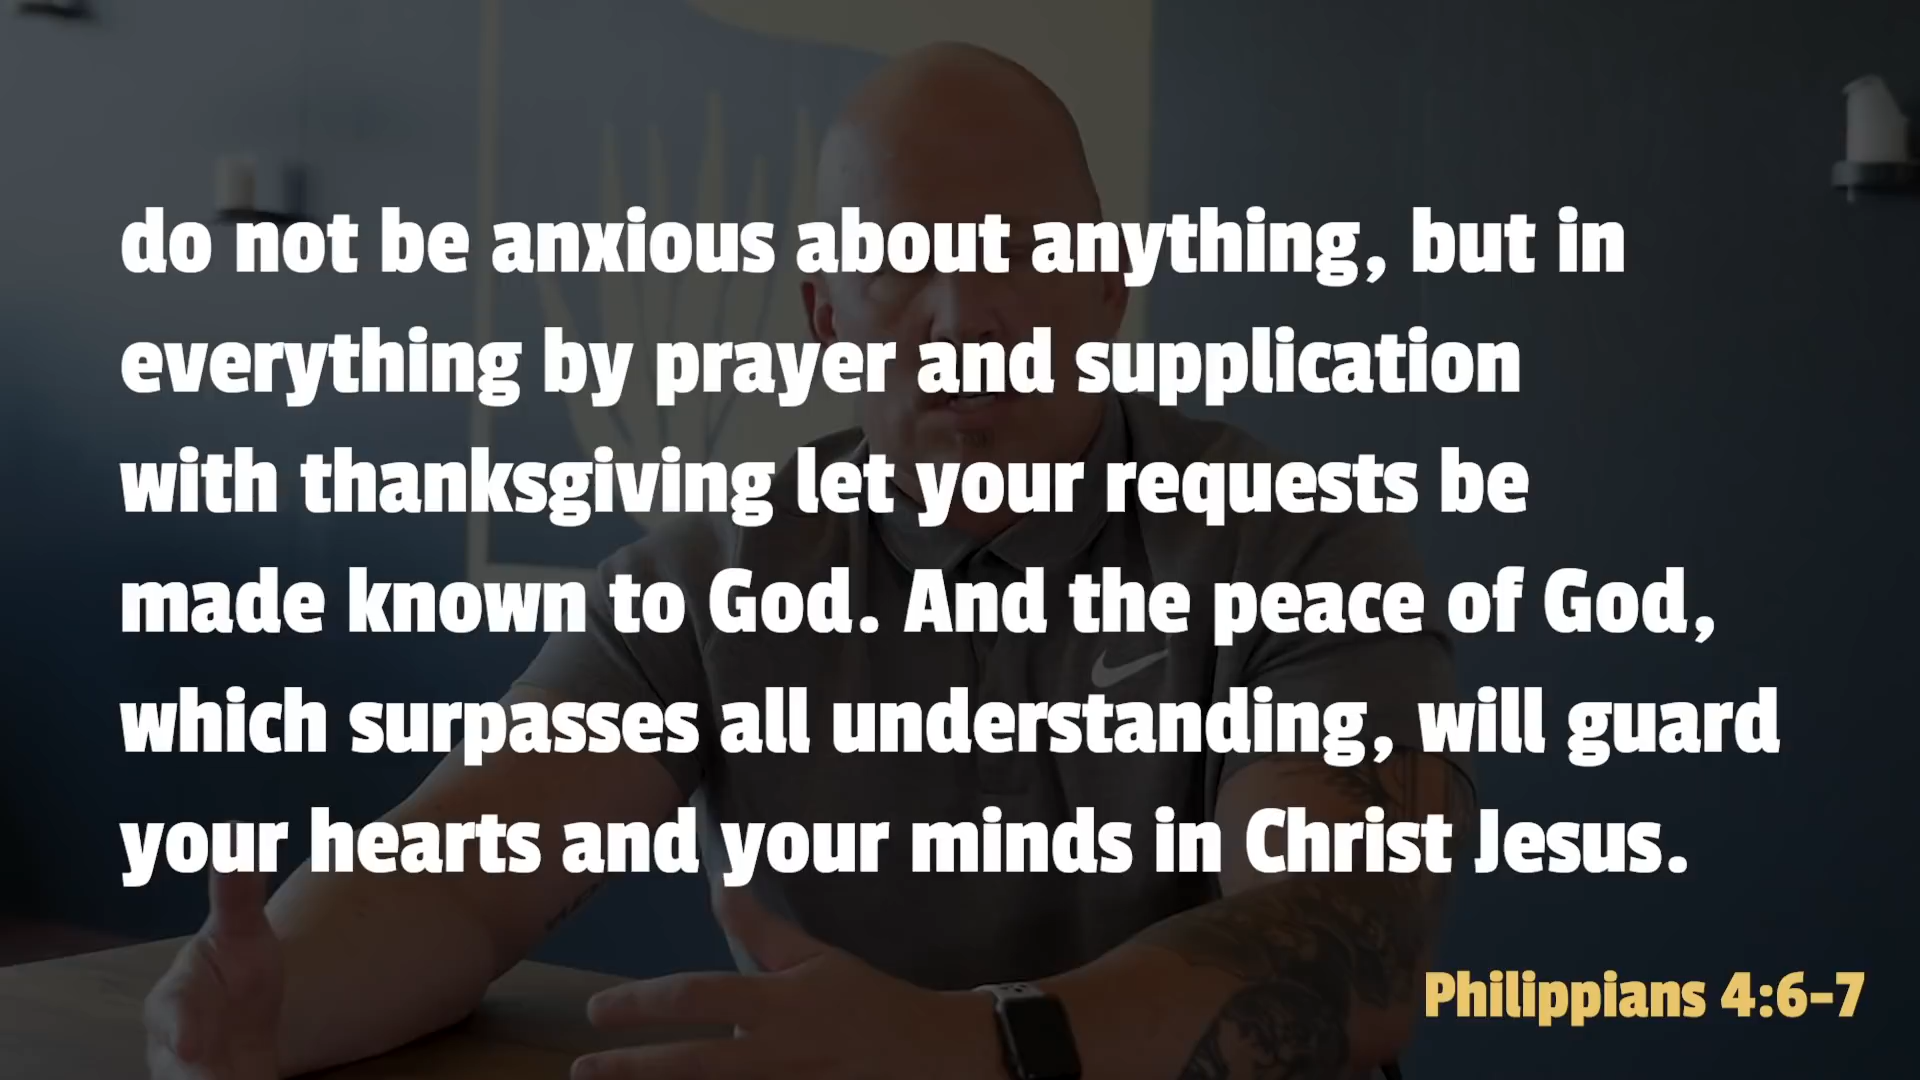 do not be anxious about anything, but in
everything by prayer and supplication
with thanksgiving let your requests be
made known to God. And the peace of God,
which surpasses all understanding, will guard
your hearts and your minds in Christ Jesus.
Philippians 4:6-7